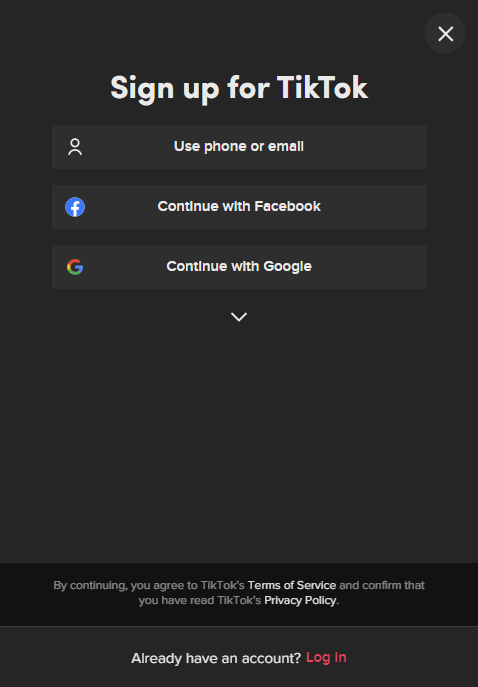 Sign up for TikTok
Use phone or email
Continue with Facebook
Continue with Google
By continuing, you agree to TikTok's Terms of Service and confirm that
you have read TikTok's Privacy Policy.
Already have an account? Log In